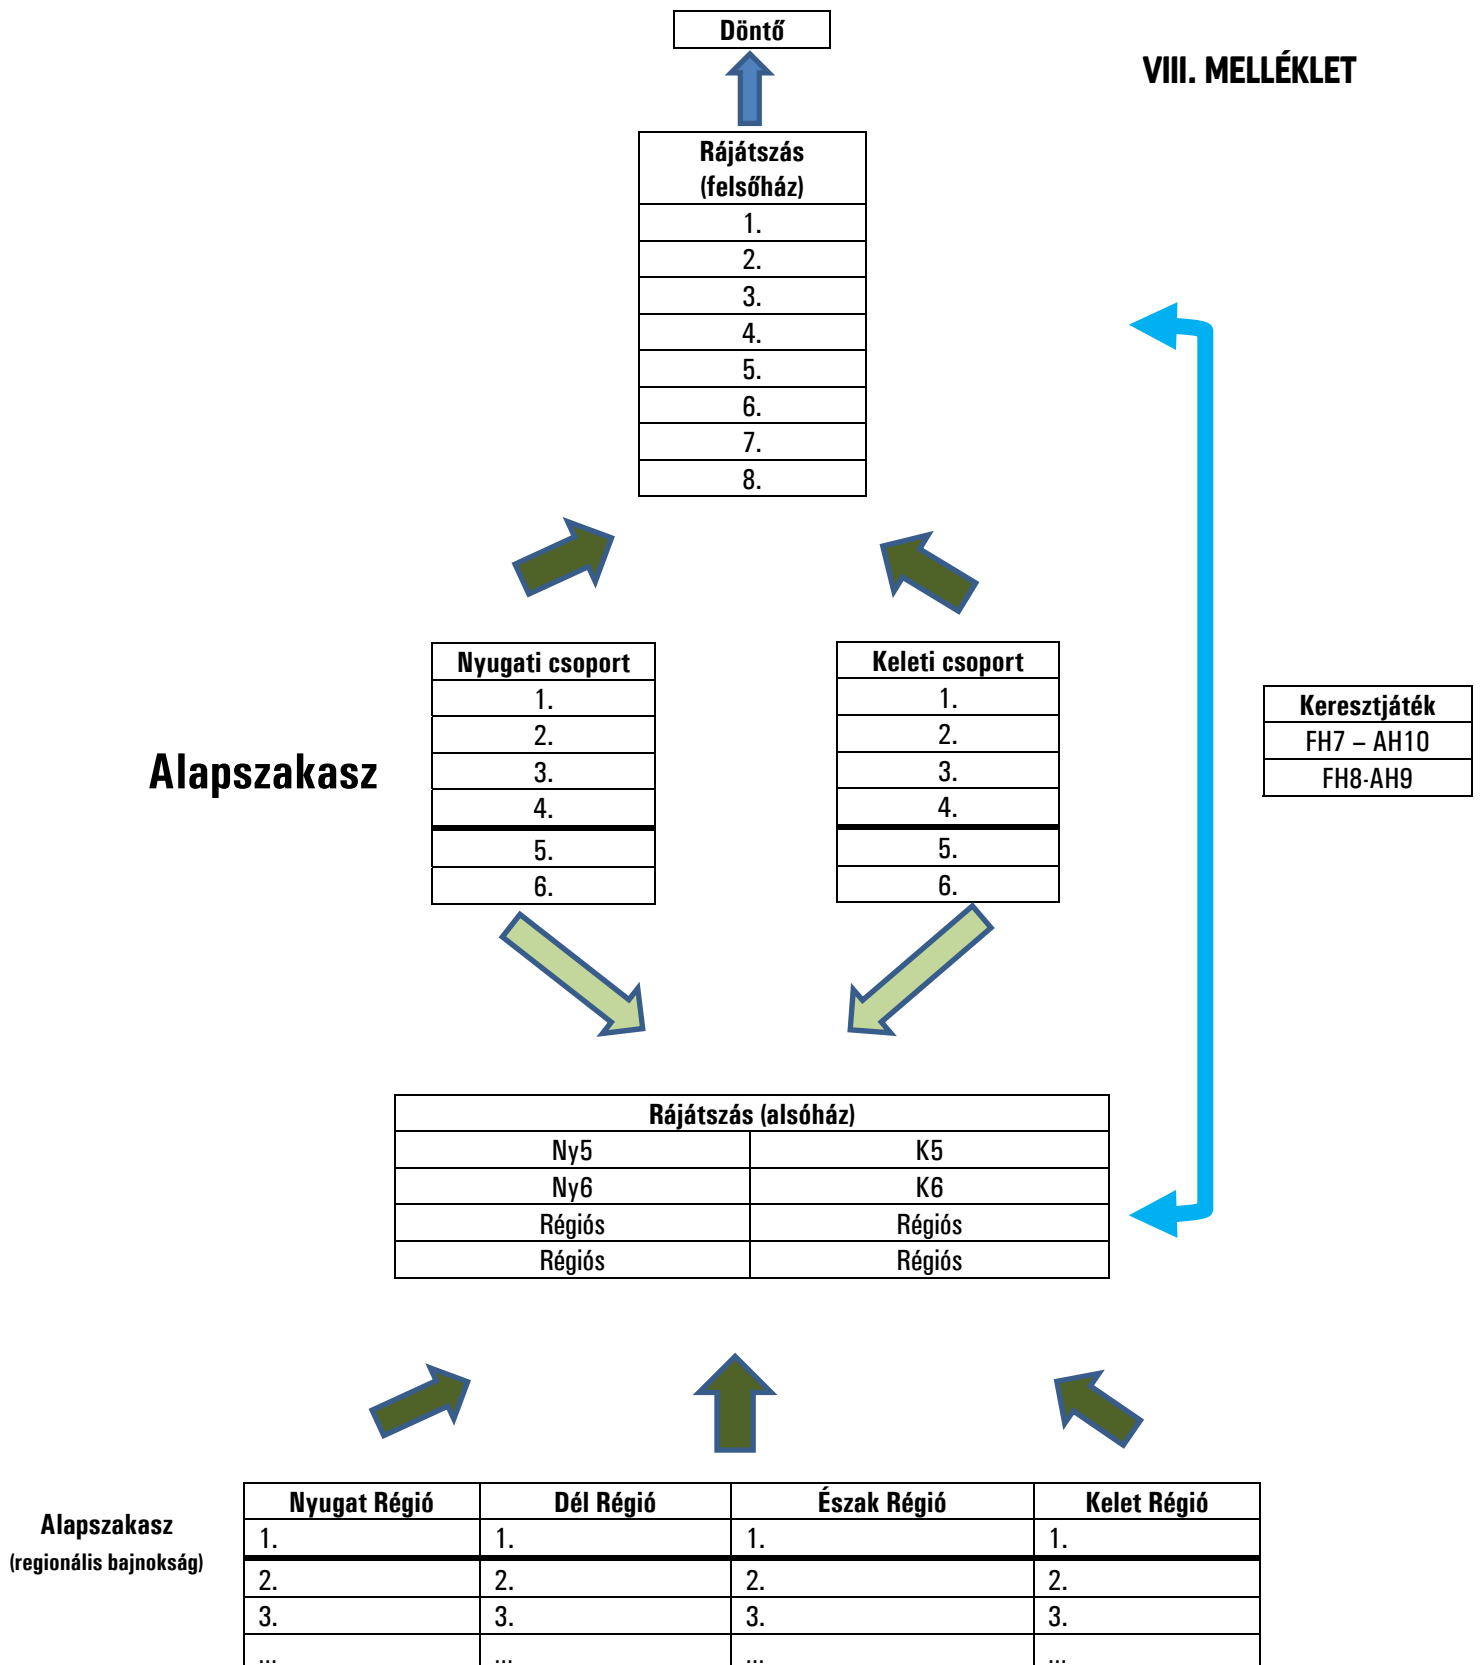 Döntő
VIII. MELLÉKLET
Rájátszás
(felsőház)
1.
2.
3.
4.
5.
6.
7.
8.
Alapszakasz
Nyugati csoport
1.
2.
3.
4.
5.
6.
Keleti csoport
1.
2.
3.
4.
5.
6.
Keresztjáték
FH7 – AH10
FH8-AH9
Rájátszás (alsóház)
Ny5 K5
Ny6 K6
Régiós Régiós
Régiós Régiós
Alapszakasz
(regionális bajnokság)
Nyugat Régió Dél Régió Észak Régió Kelet Régió
1. 1. 1. 1.
2. 2. 2. 2.
3. 3. 3. 3.
... ... ... ...